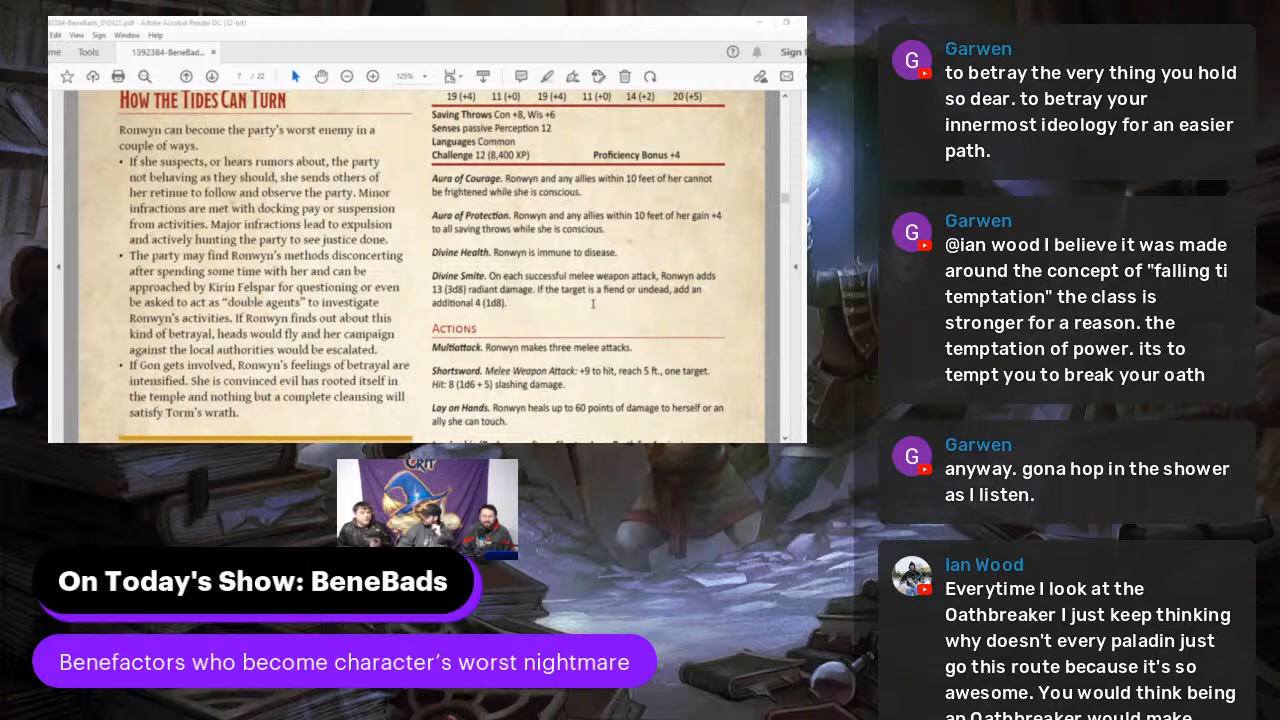 92384-BeneBads_010322.pdf - Adobe Acrobat Reader DC (32-bit)
Edit View Sign Window Help
me Tools 1392384-BeneBad... × Sign I
7 / 22 125%
HOW THE TIDES CAN TURN
Ronwyn can become the party's worst enemy in a
couple of ways.
• If she suspects, or hears rumors about, the party
not behaving as they should, she sends others of
her retinue to follow and observe the party. Minor
infractions are met with docking pay or suspension
from activities. Major infractions lead to expulsion
and actively hunting the party to see justice done.
• The party may find Ronwyn's methods disconcerting
after spending some time with her and can be
approached by Kirin Felspar for questioning or even
be asked to act as “double agents” to investigate
Ronwyn's activities. If Ronwyn finds out about this
kind of betrayal, heads would fly and her campaign
against the local authorities would be escalated.
• If Gon gets involved, Ronwyn's feelings of betrayal are
intensified. She is convinced evil has rooted itself in
the temple and nothing but a complete cleansing will
satisfy Torm's wrath.
19 (+4) 11 (+0) 19 (+4) 11 (+0) 14 (+2) 20 (+5)
Saving Throws Con +8, Wis +6
Senses passive Perception 12
Languages Common
Challenge 12 (8,400 XP) Proficiency Bonus +4
Aura of Courage. Ronwyn and any allies within 10 feet of her cannot
be frightened while she is conscious.
Aura of Protection. Ronwyn and any allies within 10 feet of her gain +4
to all saving throws while she is conscious.
Divine Health. Ronwyn is immune to disease.
Divine Smite. On each successful melee weapon attack, Ronwyn adds
13 (3d8) radiant damage. If the target is a fiend or undead, add an
additional 4 (1d8).
ACTIONS
Multiattack. Ronwyn makes three melee attacks.
Shortsword. Melee Weapon Attack: +9 to hit, reach 5 ft., one target.
Hit: 8 (1d6 + 5) slashing damage.
Lay on Hands. Ronwyn heals up to 60 points of damage to herself or an
ally she can touch.
CRIT
On Today's Show: BeneBads
Benefactors who become character's worst nightmare
G
Garwen
to betray the very thing you hold
so dear. to betray your
innermost ideology for an easier
path.
G
Garwen
@ian wood I believe it was made
around the concept of "falling ti
temptation" the class is
stronger for a reason. the
temptation of power. its to
tempt you to break your oath
G
Garwen
anyway. gona hop in the shower
as I listen.
Ian Wood
Everytime I look at the
Oathbreaker I just keep thinking
why doesn't every paladin just
go this route because it's so
awesome. You would think being
an Oathbreaker would make